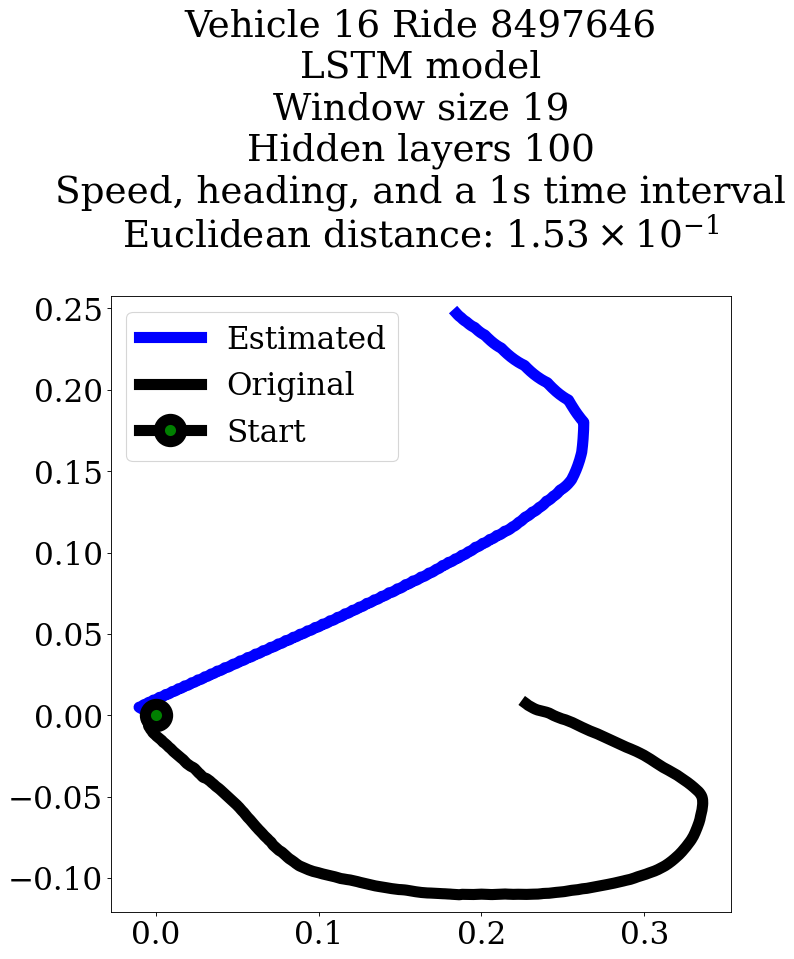 Vehicle 16 Ride 8497646
LSTM model
Window size 19
Hidden layers 100
Speed, heading, and a 1s time interval
Euclidean distance: 1.53 × 10⁻¹
Estimated
Original
Start
0.25
0.20
0.15
0.10
0.05
0.00
−0.05
−0.10
0.0 0.1 0.2 0.3